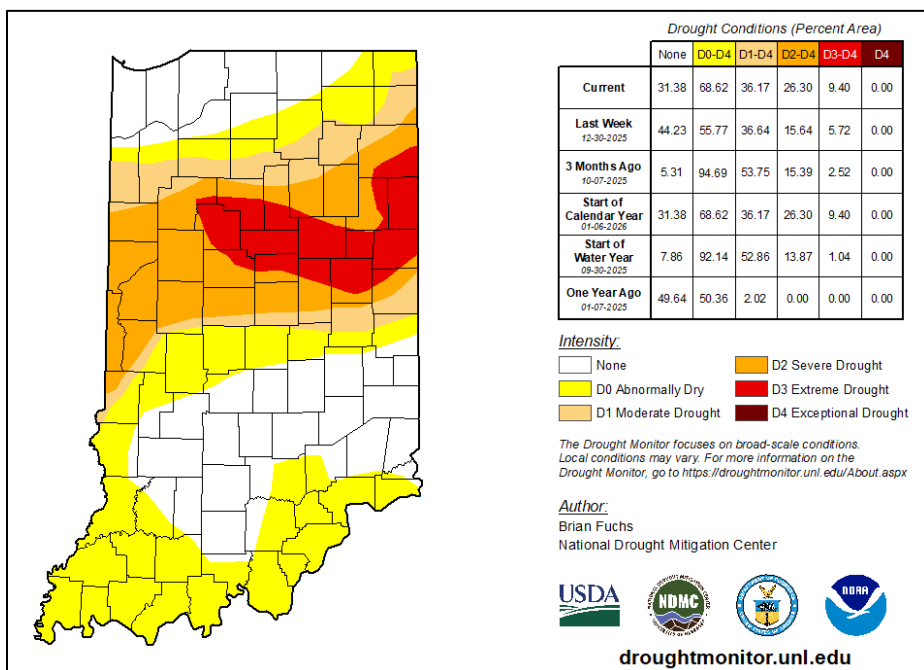 Drought Conditions (Percent Area)
None D0-D4 D1-D4 D2-D4 D3-D4 D4
Current 31.38 68.62 36.17 26.30 9.40 0.00
Last Week
12-30-2025 44.23 55.77 36.64 15.64 5.72 0.00
3 Months Ago
10-07-2025 5.31 94.69 53.75 15.39 2.52 0.00
Start of
Calendar Year
01-06-2026 31.38 68.62 36.17 26.30 9.40 0.00
Start of
Water Year
09-30-2025 7.86 92.14 52.86 13.87 1.04 0.00
One Year Ago
01-07-2025 49.64 50.36 2.02 0.00 0.00 0.00
Intensity:
None
D0 Abnormally Dry
D1 Moderate Drought
D2 Severe Drought
D3 Extreme Drought
D4 Exceptional Drought
The Drought Monitor focuses on broad-scale conditions.
Local conditions may vary. For more information on the
Drought Monitor, go to https://droughtmonitor.unl.edu/About.aspx
Author:
Brian Fuchs
National Drought Mitigation Center
USDA
NDMC
NOAA
droughtmonitor.unl.edu